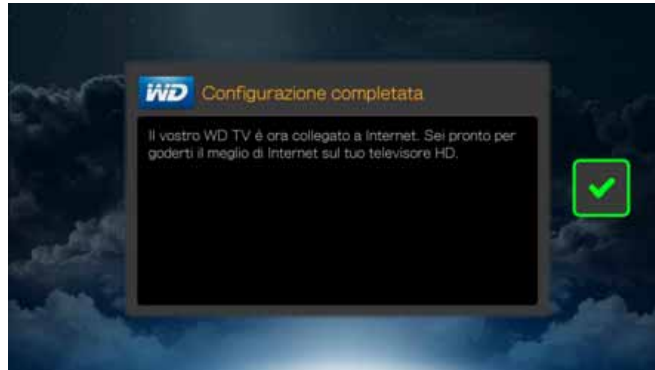 WD Configurazione completata
Il vostro WD TV è ora collegato a Internet. Sei pronto per
goderti il meglio di Internet sul tuo televisore HD.